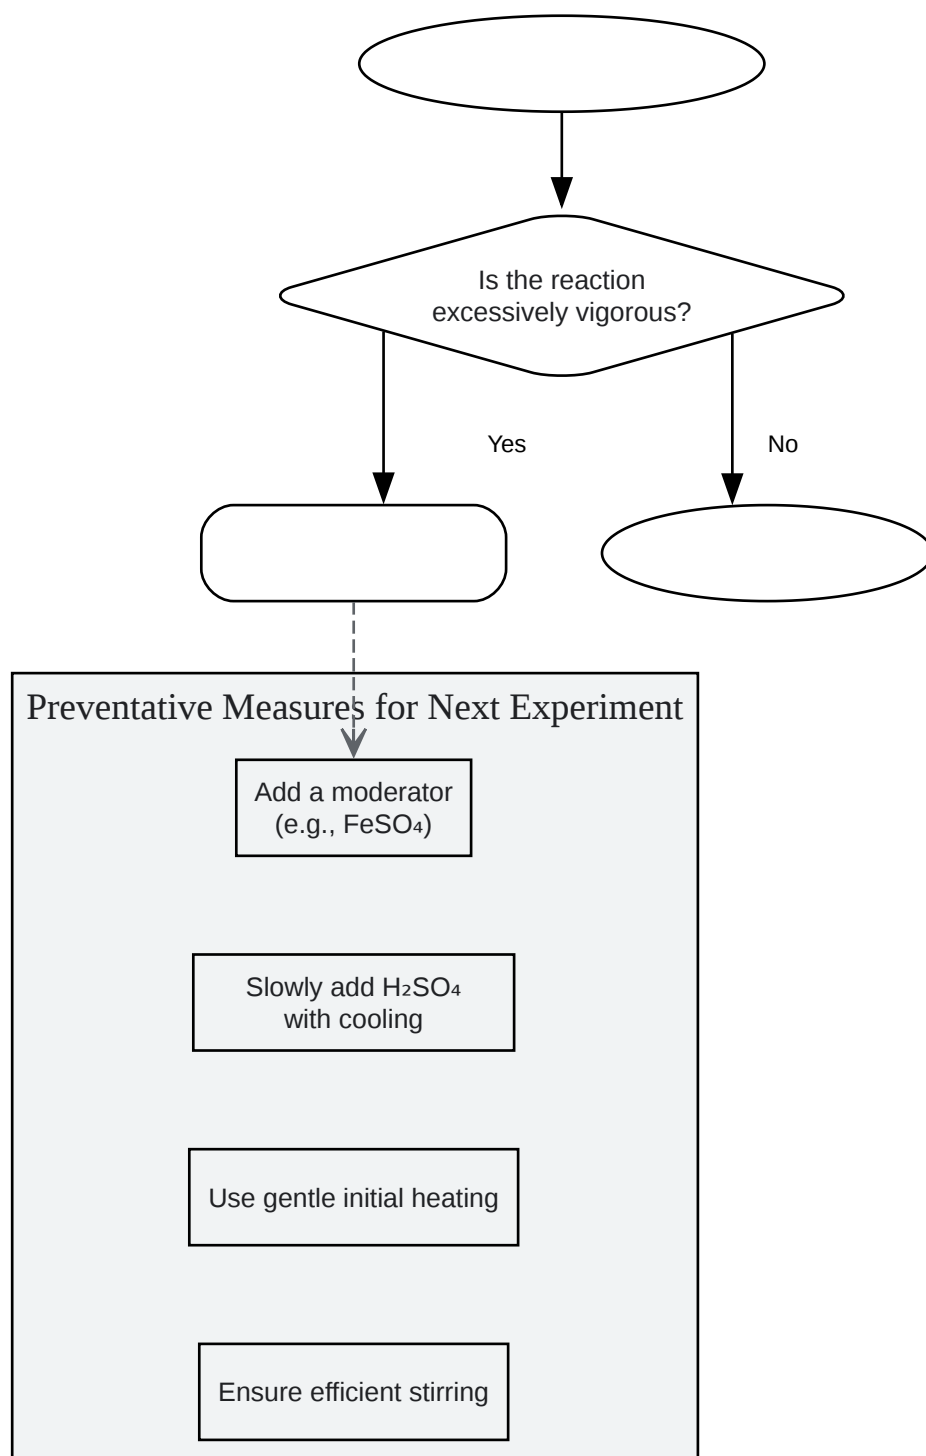 Is the reaction
excessively vigorous?
Yes
No
Preventative Measures for Next Experiment
Add a moderator
(e.g., FeSO₄)
Slowly add H₂SO₄
with cooling
Use gentle initial heating
Ensure efficient stirring